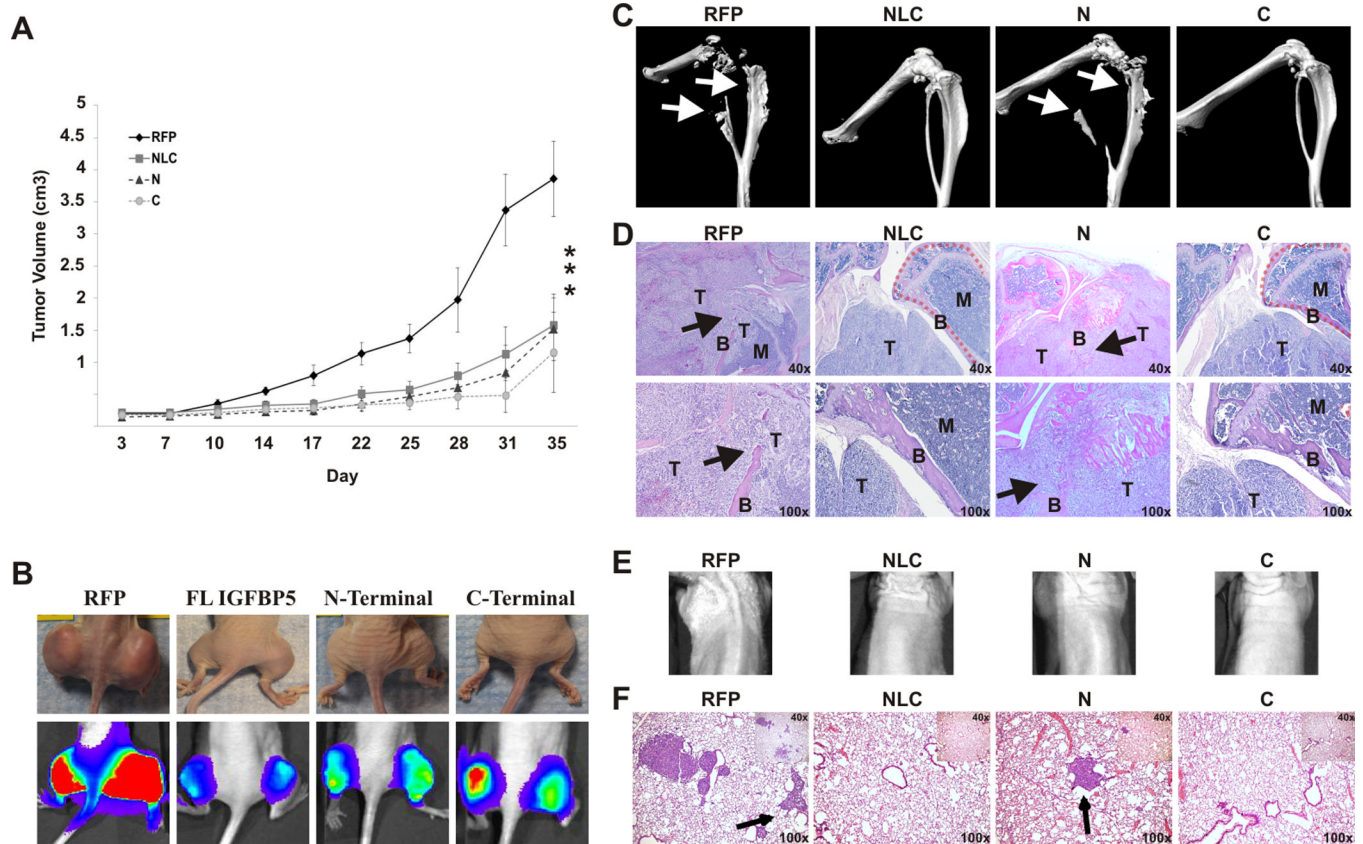 A
Tumor Volume (cm3)
5
4.5
4
3.5
3
2.5
2
1.5
1
RFP
NLC
N
C
***
3 7 10 14 17 22 25 28 31 35
Day
B
RFP FL IGFBP5 N-Terminal C-Terminal
C
RFP NLC N C
D
RFP NLC N C
T T B M 40x
T B M 40x
T B T 40x
T B M 40x
T T B 100x
T B M 100x
B T 100x
T B M 100x
E
RFP NLC N C
F
RFP NLC N C
40x 40x 40x 40x
100x 100x 100x 100x